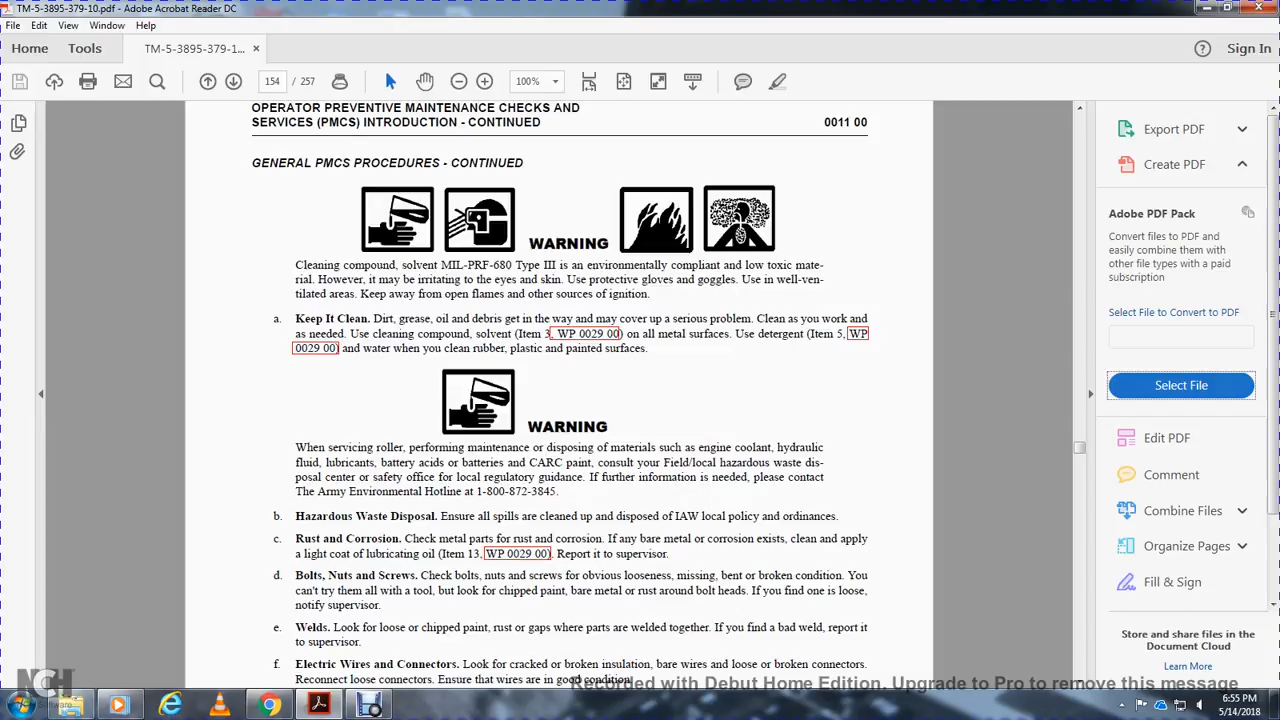 TM-5-3895-379-10.pdf - Adobe Acrobat Reader DC
File Edit View Window Help
Home Tools TM-5-3895-379-1... × Sign In
154 / 257 100%
OPERATOR PREVENTIVE MAINTENANCE CHECKS AND
SERVICES (PMCS) INTRODUCTION - CONTINUED 0011 00
GENERAL PMCS PROCEDURES - CONTINUED
WARNING
Cleaning compound, solvent MIL-PRF-680 Type III is an environmentally compliant and low toxic mate-
rial. However, it may be irritating to the eyes and skin. Use protective gloves and goggles. Use in well-ven-
tilated areas. Keep away from open flames and other sources of ignition.
a. Keep It Clean. Dirt, grease, oil and debris get in the way and may cover up a serious problem. Clean as you work and
as needed. Use cleaning compound, solvent (Item 3, WP 0029 00) on all metal surfaces. Use detergent (Item 5, WP
0029 00) and water when you clean rubber, plastic and painted surfaces.
WARNING
When servicing roller, performing maintenance or disposing of materials such as engine coolant, hydraulic
fluid, lubricants, battery acids or batteries and CARC paint, consult your Field/local hazardous waste dis-
posal center or safety office for local regulatory guidance. If further information is needed, please contact
The Army Environmental Hotline at 1-800-872-3845.
b. Hazardous Waste Disposal. Ensure all spills are cleaned up and disposed of IAW local policy and ordinances.
c. Rust and Corrosion. Check metal parts for rust and corrosion. If any bare metal or corrosion exists, clean and apply
a light coat of lubricating oil (Item 13, WP 0029 00). Report it to supervisor.
d. Bolts, Nuts and Screws. Check bolts, nuts and screws for obvious looseness, missing, bent or broken condition. You
can't try them all with a tool, but look for chipped paint, bare metal or rust around bolt heads. If you find one is loose,
notify supervisor.
e. Welds. Look for loose or chipped paint, rust or gaps where parts are welded together. If you find a bad weld, report it
to supervisor.
f. Electric Wires and Connectors. Look for cracked or broken insulation, bare wires and loose or broken connectors.
Reconnect loose connectors. Ensure that wires are in good condition.
Export PDF
Create PDF
Adobe PDF Pack
Convert files to PDF and
easily combine them with
other file types with a paid
subscription
Select File to Convert to PDF
Select File
Edit PDF
Comment
Combine Files
Organize Pages
Fill & Sign
Store and share files in the
Document Cloud
Learn More
NCH
Software
Recorded with Debut Home Edition. Upgrade to Pro to remove this message
6:55 PM
5/14/2018